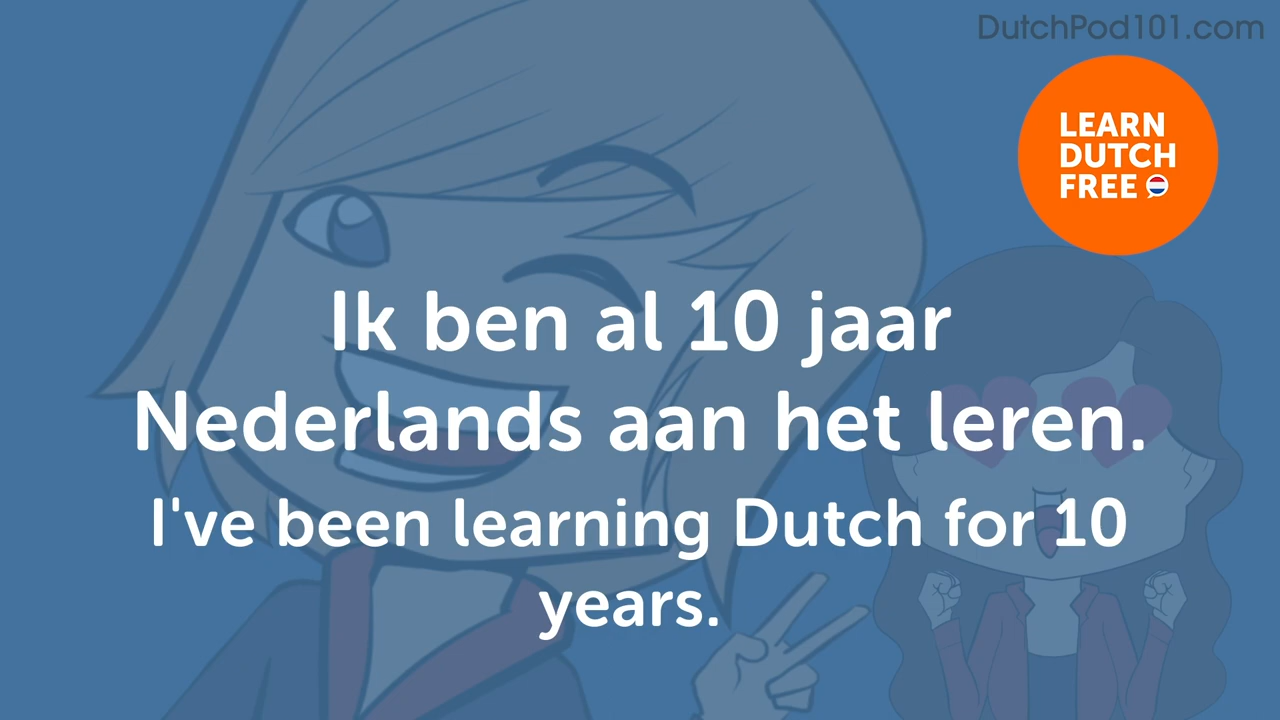 DutchPod101.com
LEARN
DUTCH
FREE
Ik ben al 10 jaar
Nederlands aan het leren.
I've been learning Dutch for 10
years.